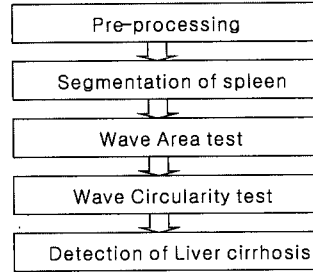 Pre-processing
Segmentation of spleen
Wave Area test
Wave Circularity test
Detection of Liver cirrhosis